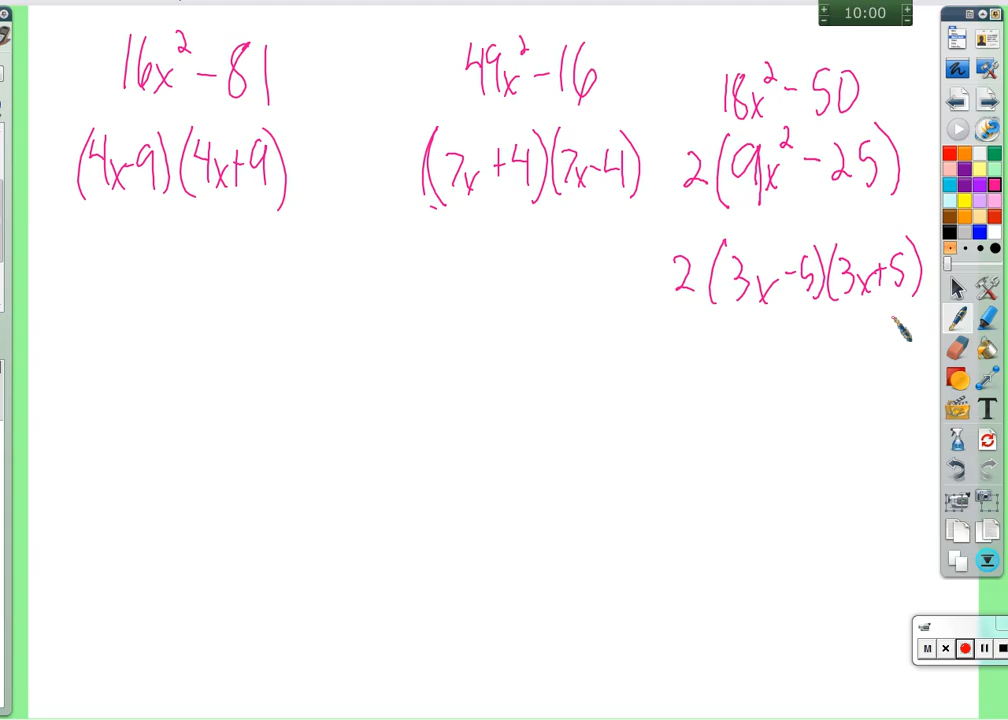 10:00
16x² - 81
(4x-9)(4x+9)
49x² - 16
((7x+4)(7x-4)
18x² - 50
2(9x² - 25)
2(3x-5)(3x+5)
T
M